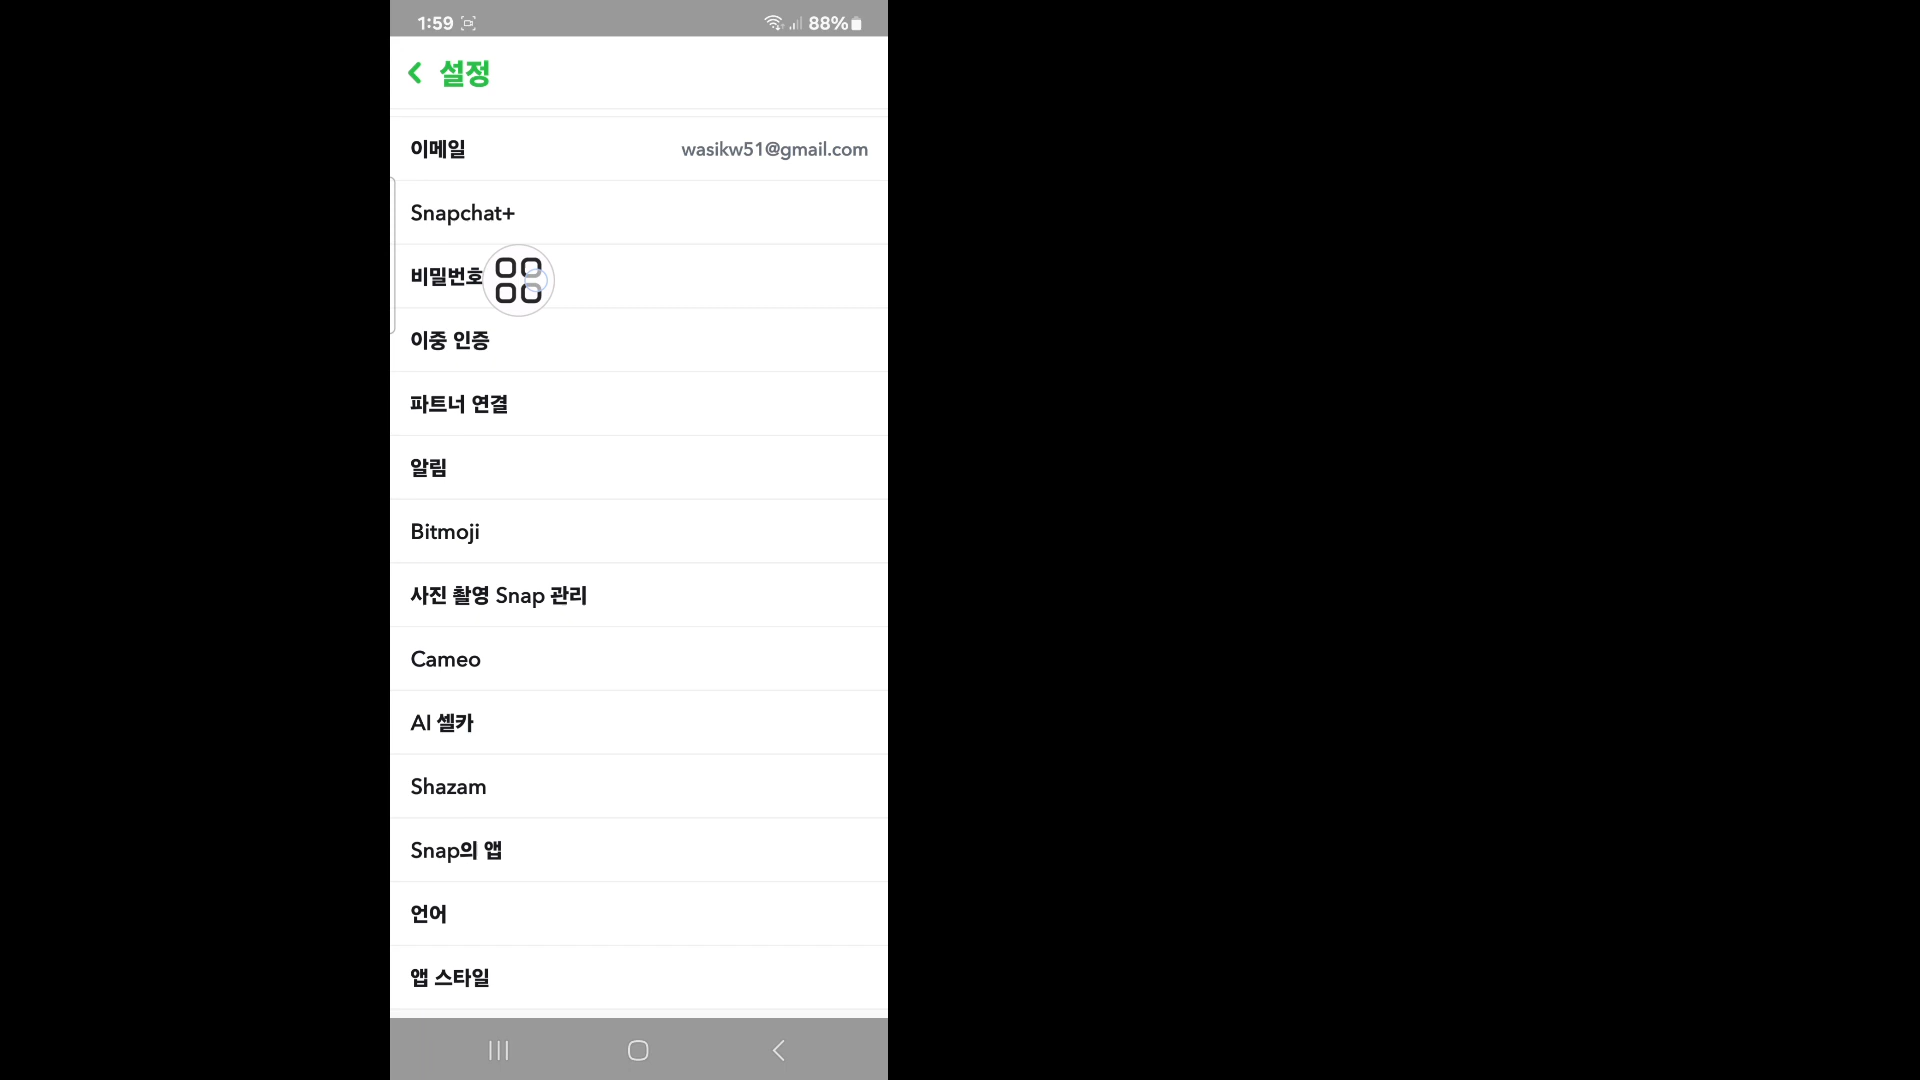 1:59
88%
설정
이메일 wasikw51@gmail.com
Snapchat+
비밀번호
이중 인증
파트너 연결
알림
Bitmoji
사진 촬영 Snap 관리
Cameo
AI 셀카
Shazam
Snap의 앱
언어
앱 스타일